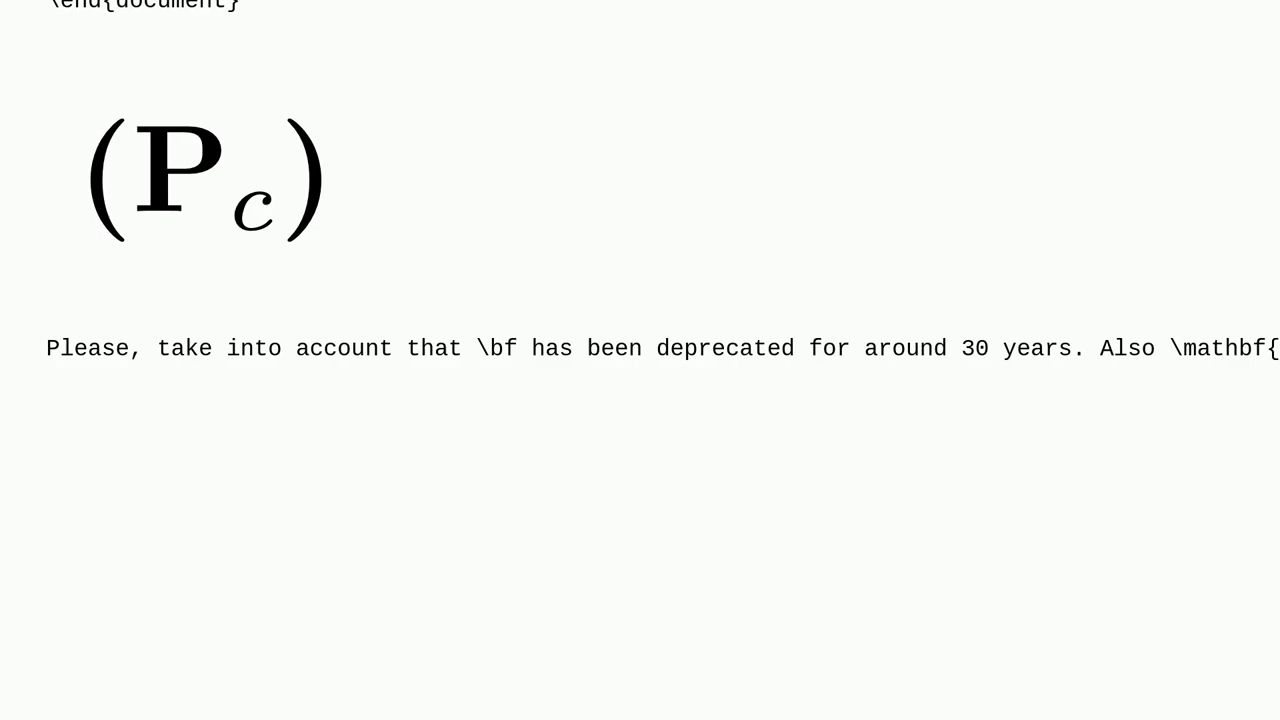 \end{document}
(P_c)
Please, take into account that \bf has been deprecated for around 30 years. Also \mathbf{